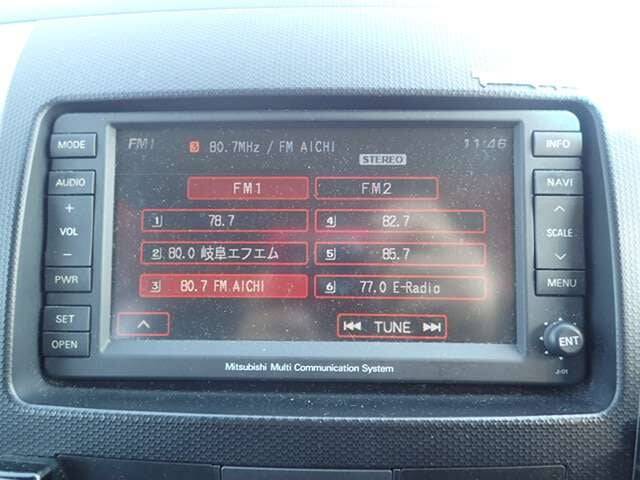 MODE
AUDIO
+
VOL
−
PWR
SET
OPEN
FM1 3 80.7MHz / FM AICHI 11:46
STEREO
FM1 FM2
1 78.7
4 82.7
2 80.0 岐阜エフエム
5 85.7
3 80.7 FM AICHI
6 77.0 E-Radio
TUNE
Mitsubishi Multi Communication System
INFO
NAVI
SCALE
MENU
ENT
J-01